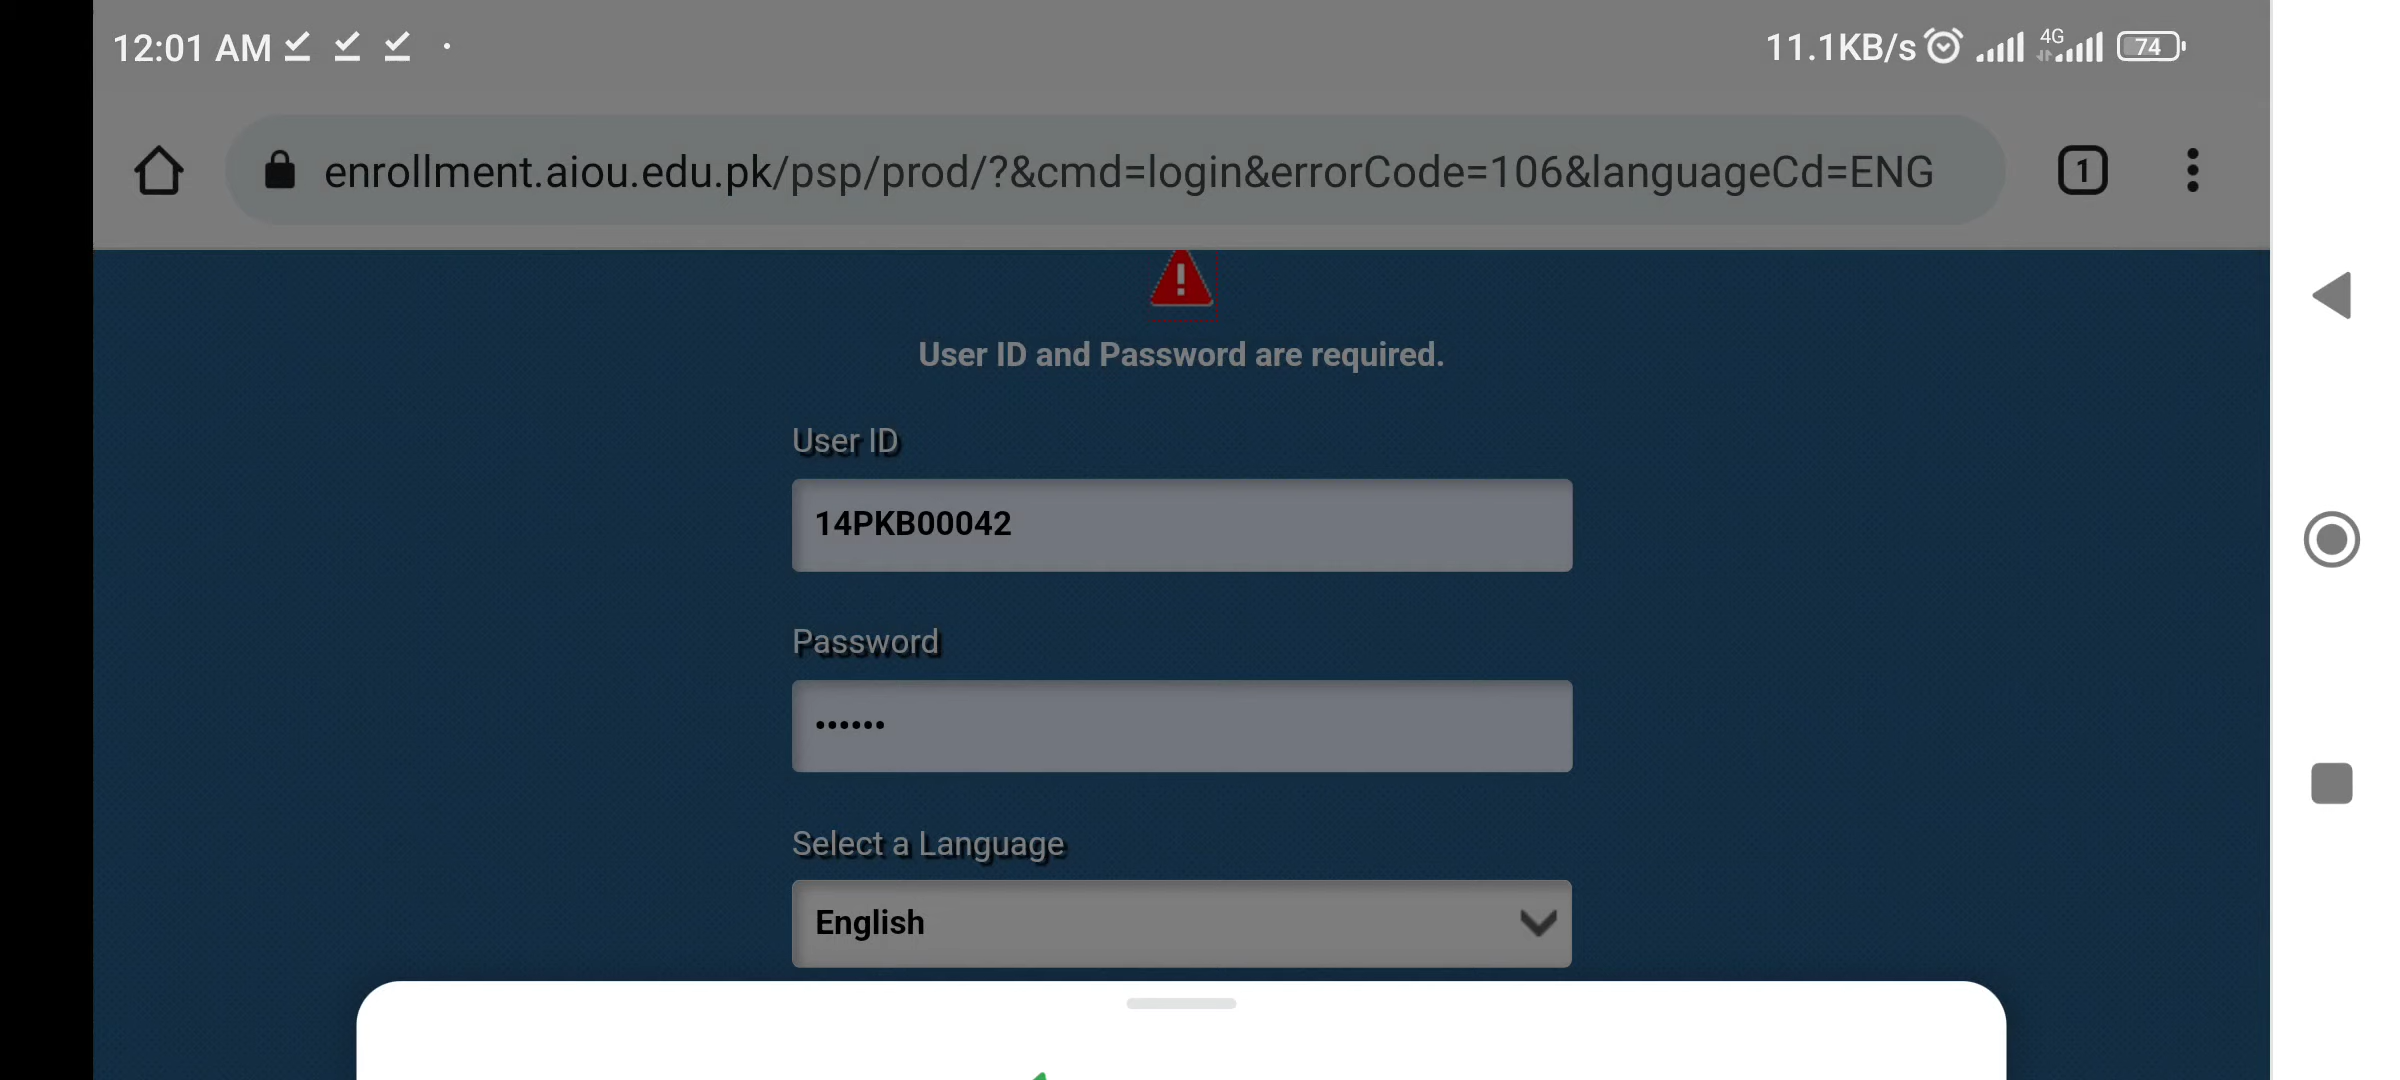 12:01 AM
11.1KB/s
4G
74
enrollment.aiou.edu.pk/psp/prod/?&cmd=login&errorCode=106&languageCd=ENG
1
User ID and Password are required.
User ID
14PKB00042
Password
••••••
Select a Language
English